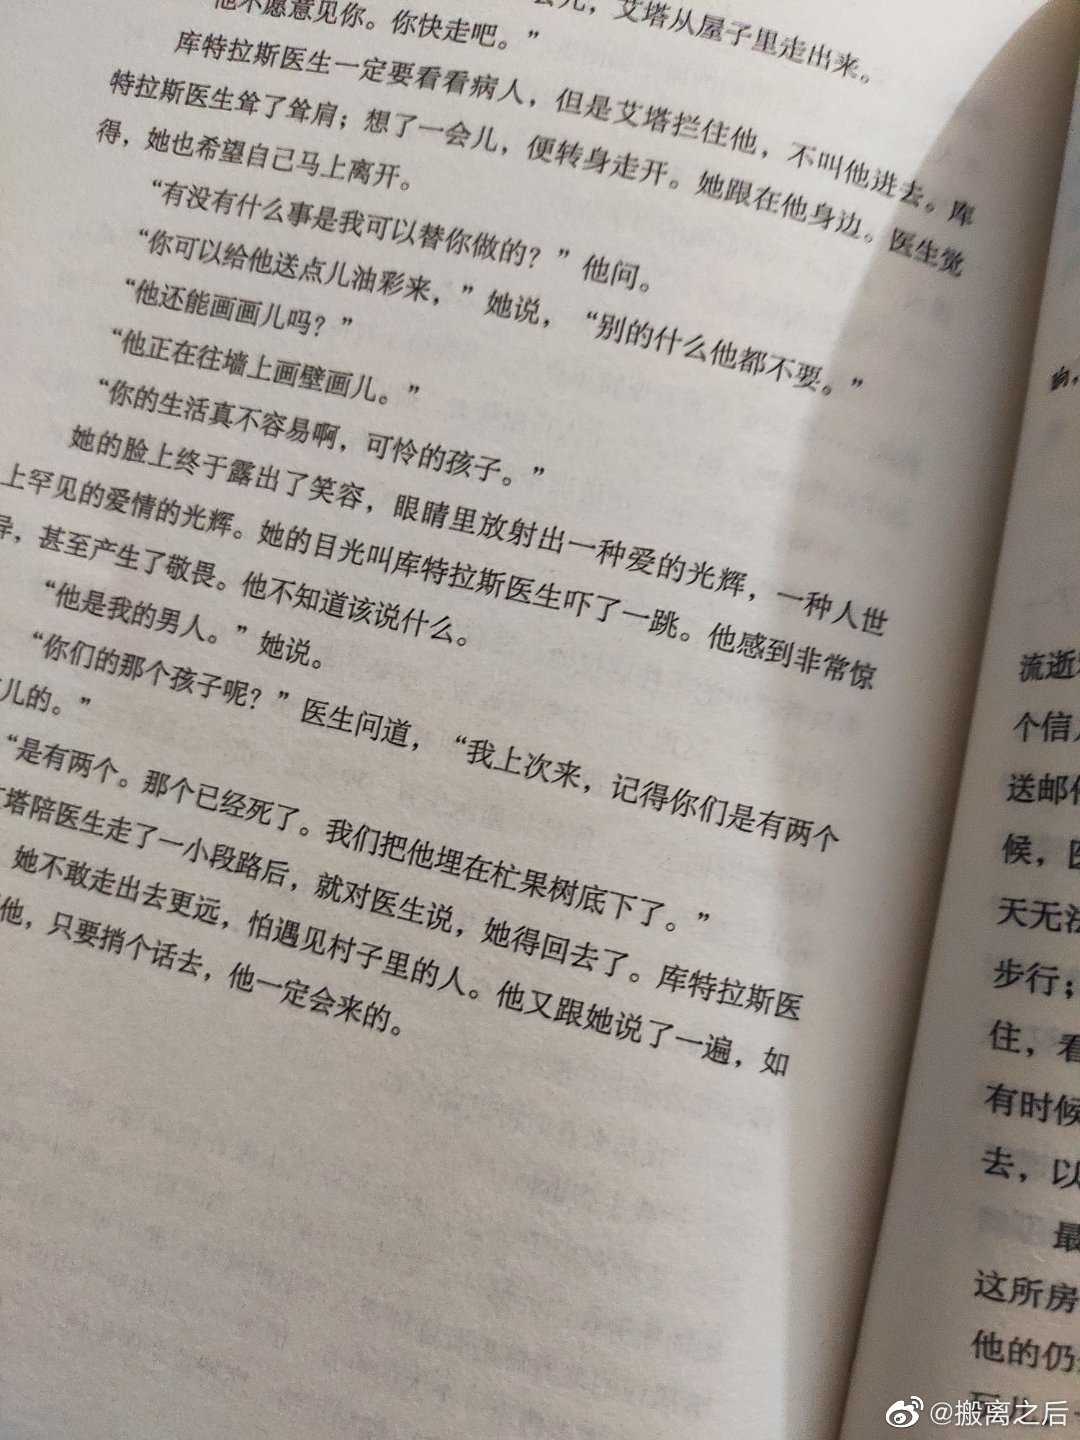 会儿，艾塔从屋子里走出来。
他不愿意见你。你快走吧。”
库特拉斯医生一定要看看病人，但是艾塔拦住他，不叫他进去。库
特拉斯医生耸了耸肩；想了一会儿，便转身走开。她跟在他身边。医生觉
得，她也希望自己马上离开。
“有没有什么事是我可以替你做的？”他问。
“你可以给他送点儿油彩来，”她说，“别的什么他都不要。”
“他还能画画儿吗？”
“他正在往墙上画壁画儿。”
“你的生活真不容易啊，可怜的孩子。”
她的脸上终于露出了笑容，眼睛里放射出一种爱的光辉，一种人世
上罕见的爱情的光辉。她的目光叫库特拉斯医生吓了一跳。他感到非常惊
异，甚至产生了敬畏。他不知道该说什么。
“他是我的男人。”她说。
“你们的那个孩子呢？”医生问道，“我上次来，记得你们是有两个
儿的。”
“是有两个。那个已经死了。我们把他埋在杧果树底下了。”
塔陪医生走了一小段路后，就对医生说，她得回去了。库特拉斯医
她不敢走出去更远，怕遇见村子里的人。他又跟她说了一遍，如
他，只要捎个话去，他一定会来的。
流逝
个信
送邮
候，医
天无法
步行；
住，看
有时候
去，以
最
这所房
他的仍
玩儿
@搬离之后